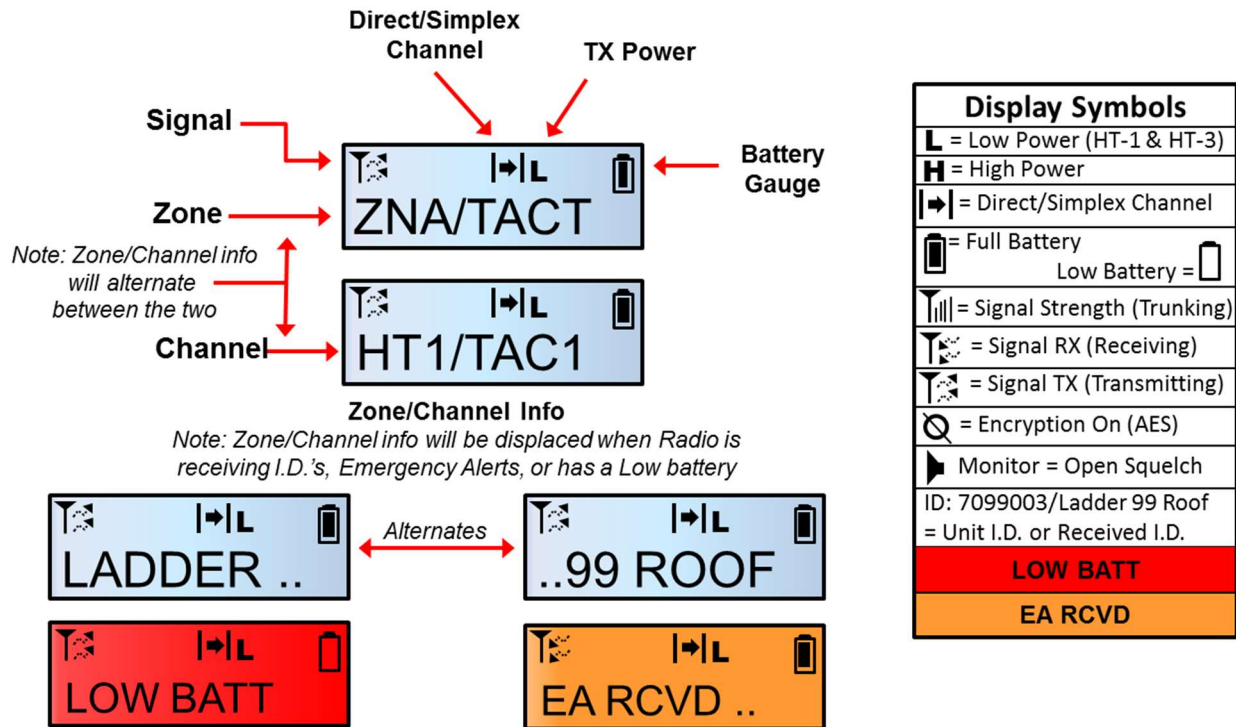 Direct/Simplex
Channel
TX Power
Signal
Battery
Gauge
L
ZNA/TACT
Zone
Note: Zone/Channel info
will alternate
between the two
L
HT1/TAC1
Channel
Zone/Channel Info
Note: Zone/Channel info will be displaced when Radio is
receiving I.D.'s, Emergency Alerts, or has a Low battery
L
LADDER ..
Alternates
L
..99 ROOF
L
LOW BATT
L
EA RCVD ..
Display Symbols
L = Low Power (HT-1 & HT-3)
H = High Power
= Direct/Simplex Channel
= Full Battery
Low Battery =
= Signal Strength (Trunking)
= Signal RX (Receiving)
= Signal TX (Transmitting)
= Encryption On (AES)
Monitor = Open Squelch
ID: 7099003/Ladder 99 Roof
= Unit I.D. or Received I.D.
LOW BATT
EA RCVD